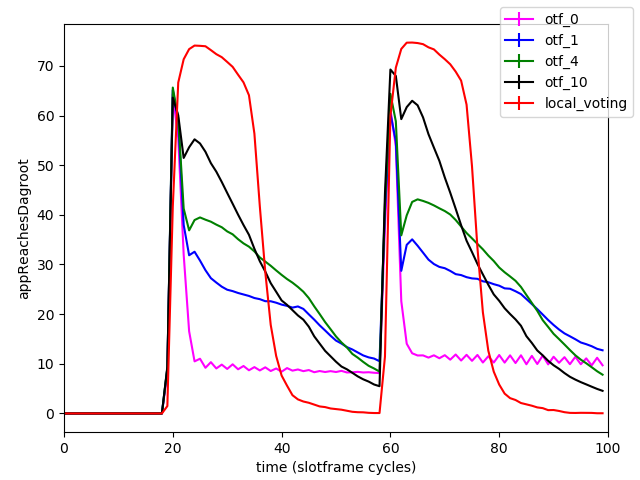 otf_0
otf_1
otf_4
otf_10
local_voting
appReachesDagroot
70
60
50
40
30
20
10
0
0 20 40 60 80 100
time (slotframe cycles)